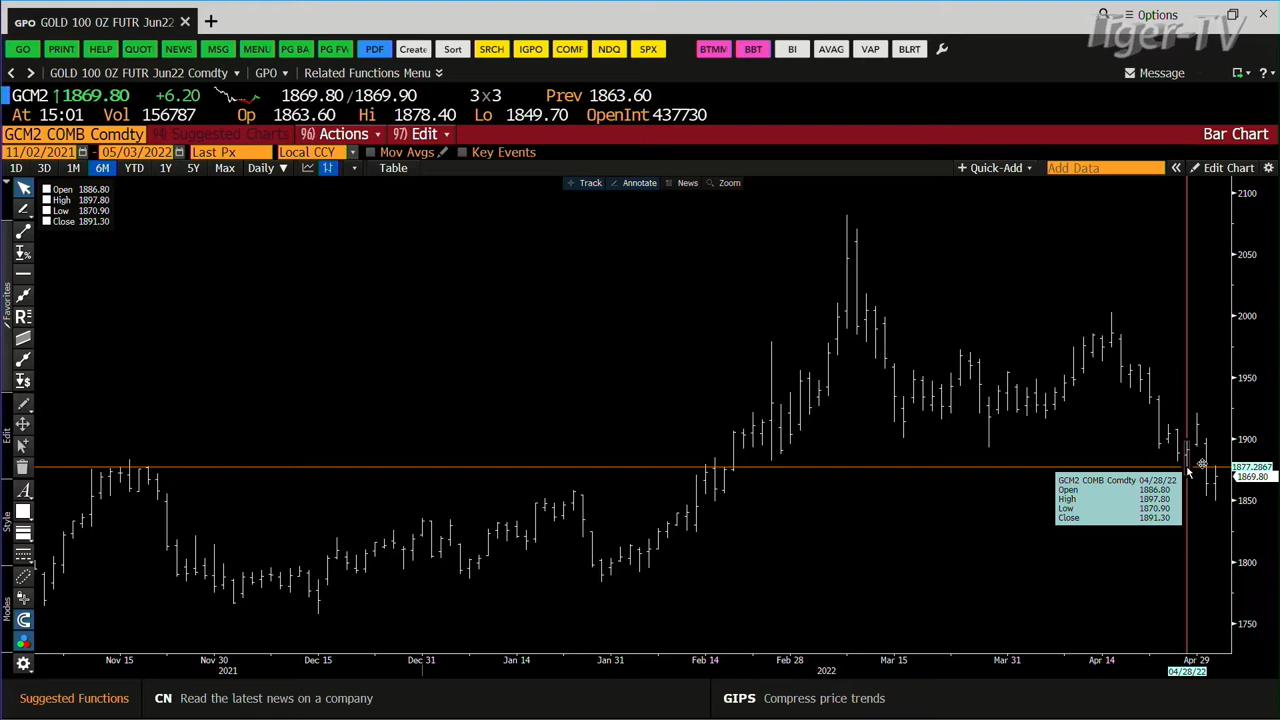 GPO GOLD 100 OZ FUTR Jun22 × +
Options
Tiger-TV
GO PRINT HELP QUOT NEWS MSG MENU PG BA PG FW PDF Create Sort SRCH IGPO COMF NDQ SPX BTMM BBT BI AVAG VAP BLRT
GOLD 100 OZ FUTR Jun22 Comdty GPO Related Functions Menu Message
GCM2 ↑1869.80 +6.20 1869.80/1869.90 3x3 Prev 1863.60
At 15:01 Vol 156787 Op 1863.60 Hi 1878.40 Lo 1849.70 OpenInt 437730
GCM2 COMB Comdty 94) Suggested Charts 96) Actions 97) Edit Bar Chart
11/02/2021 05/03/2022 Last Px Local CCY Mov Avgs Key Events
1D 3D 1M 6M YTD 1Y 5Y Max Daily ▼ Table + Quick-Add Add Data « Edit Chart
Track Annotate News Zoom
Open 1886.80
High 1897.80
Low 1870.90
Close 1891.30
Favorites
Edit
Style
Modes
2100
2050
2000
1950
1900
1877.2867
1869.80
1850
1800
1750
GCM2 COMB Comdty 04/28/22
Open 1886.80
High 1897.80
Low 1870.90
Close 1891.30
Nov 15 Nov 30 Dec 15 Dec 31 Jan 14 Jan 31 Feb 14 Feb 28 Mar 15 Mar 31 Apr 14 Apr 29
2021 2022 04/28/22
Suggested Functions CN Read the latest news on a company GIPS Compress price trends